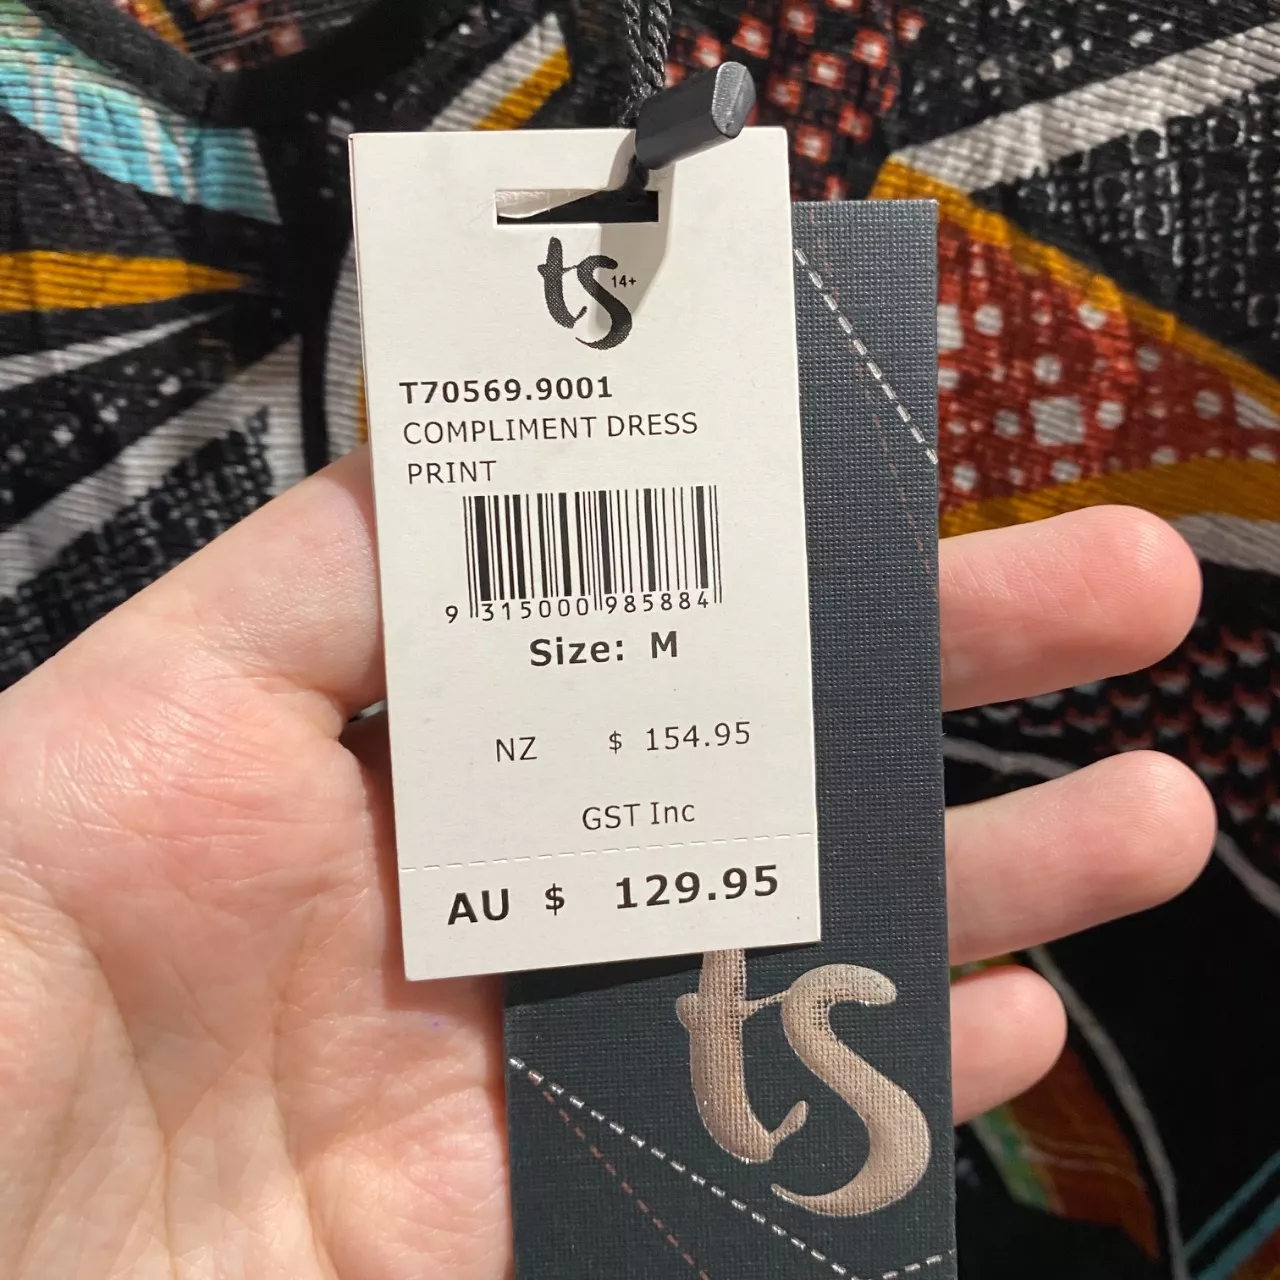 ts 14+
T70569.9001
COMPLIMENT DRESS
PRINT
9 315000 985884
Size: M
NZ $ 154.95
GST Inc
AU $ 129.95
ts